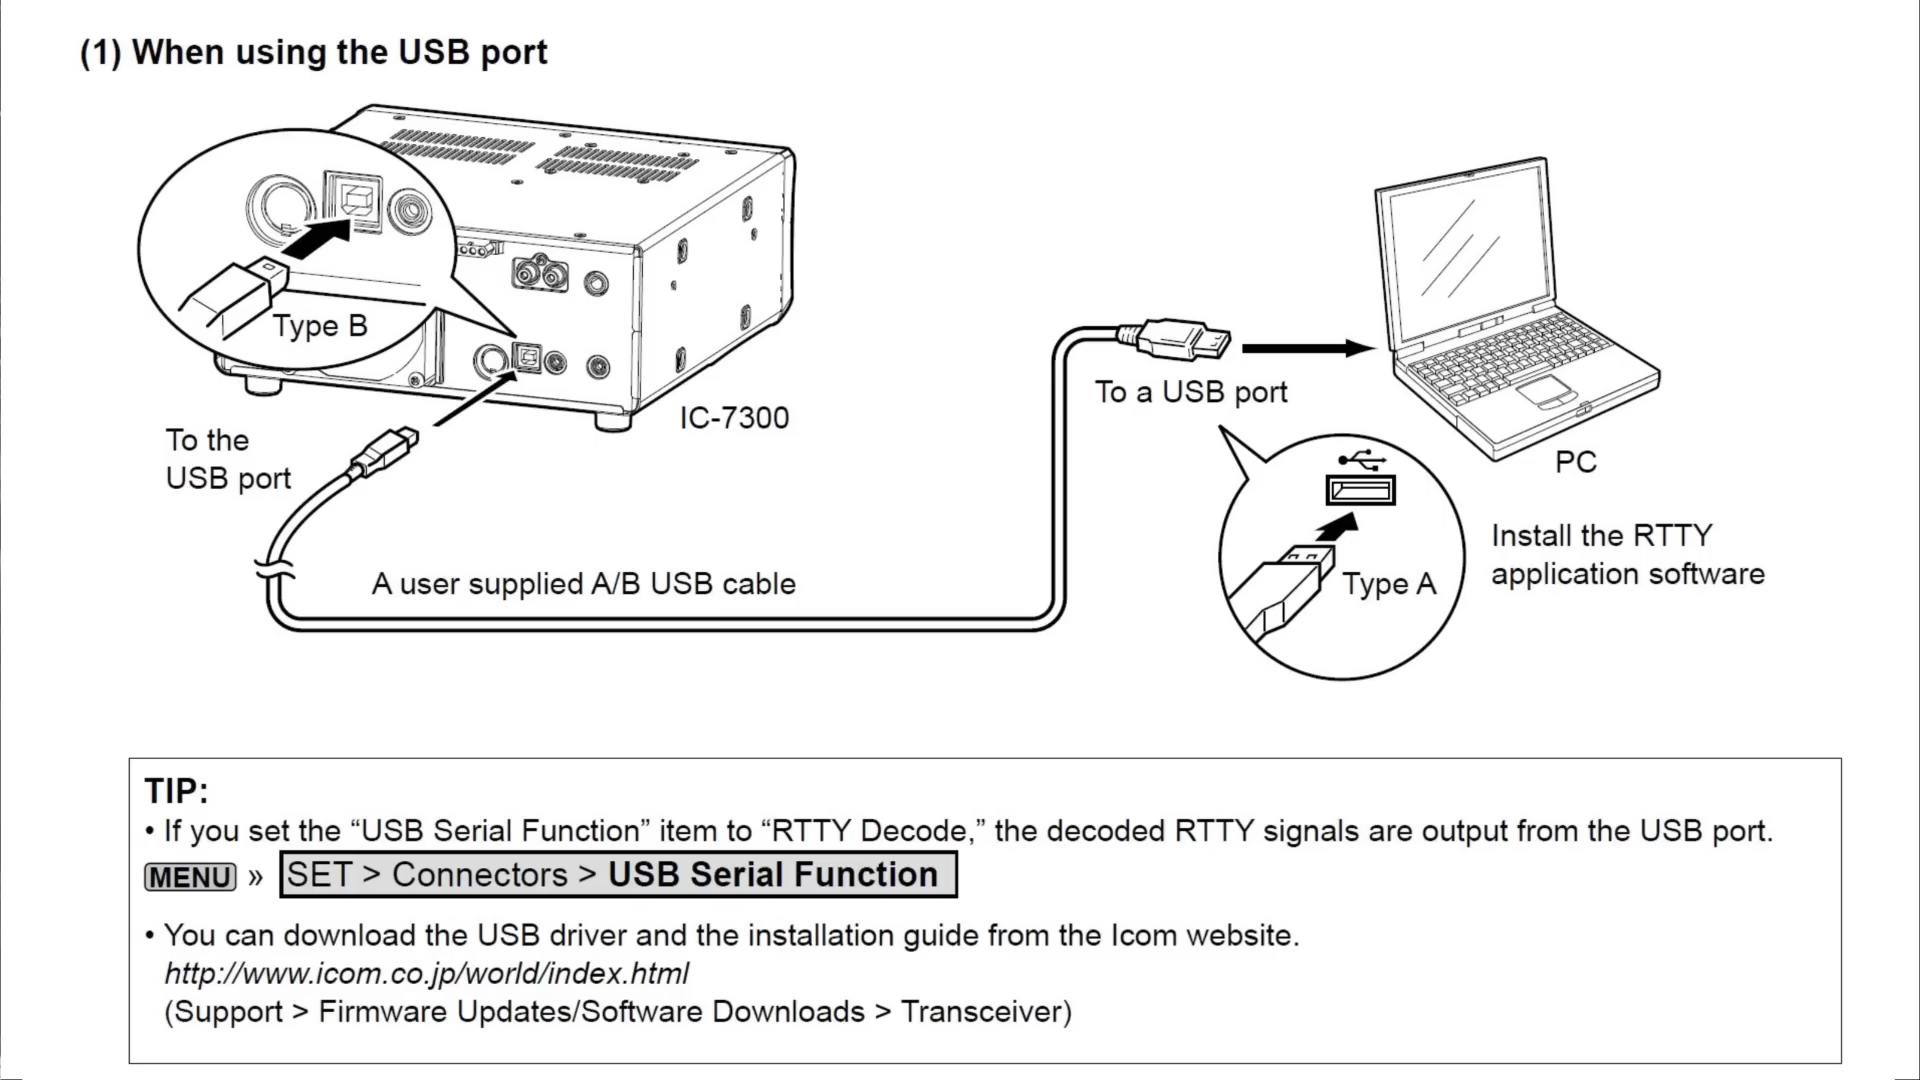 (1) When using the USB port
Type B
To the
USB port
IC-7300
To a USB port
PC
Type A
Install the RTTY
application software
A user supplied A/B USB cable
TIP:
• If you set the “USB Serial Function” item to “RTTY Decode,” the decoded RTTY signals are output from the USB port.
MENU » SET > Connectors > USB Serial Function
• You can download the USB driver and the installation guide from the Icom website.
http://www.icom.co.jp/world/index.html
(Support > Firmware Updates/Software Downloads > Transceiver)